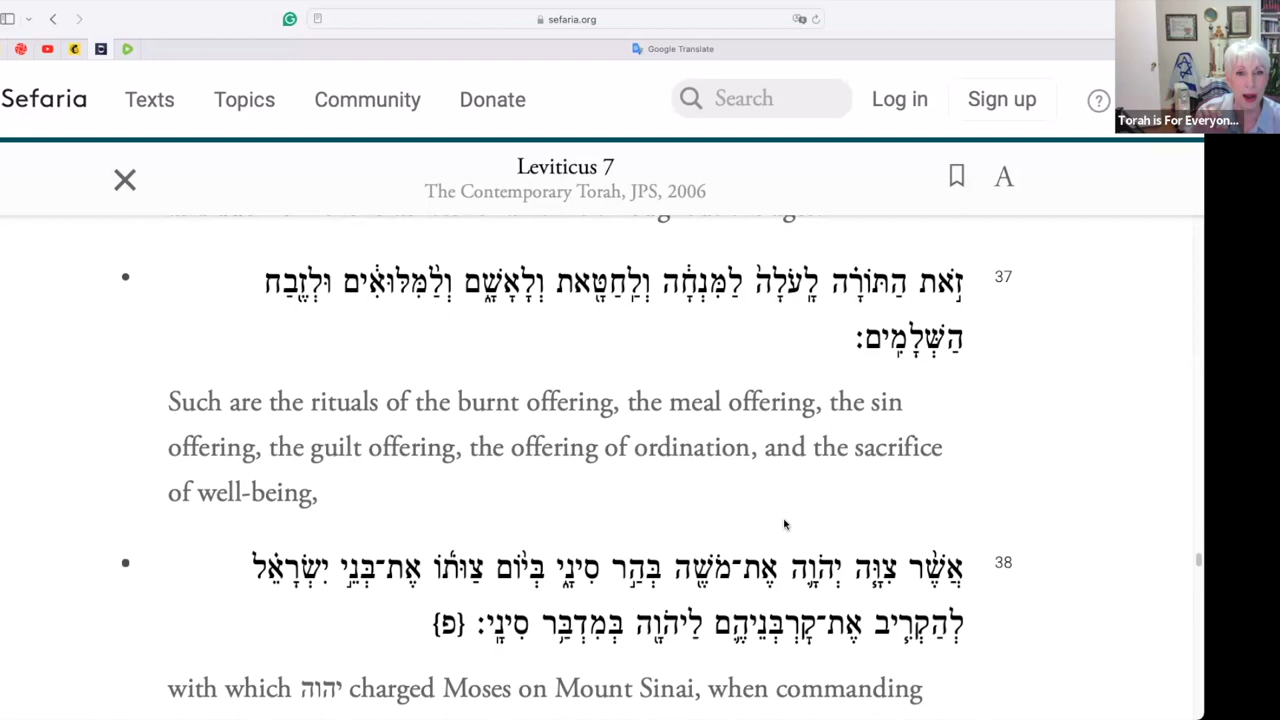 sefaria.org
Google Translate
Sefaria Texts Topics Community Donate Search Log in Sign up ?
Torah is For Everyon...
Leviticus 7
The Contemporary Torah, JPS, 2006
A
37
זֹ֣את הַתּוֹרָ֗ה לָֽעֹלָה֙ לַמִּנְחָ֔ה וְלַֽחַטָּ֖את וְלָאָשָׁ֑ם וְלַ֨מִּלּוּאִ֔ים וּלְזֶ֖בַח
הַשְּׁלָמִֽים׃
Such are the rituals of the burnt offering, the meal offering, the sin
offering, the guilt offering, the offering of ordination, and the sacrifice
of well-being,
38
אֲשֶׁ֨ר צִוָּ֧ה יְהֹוָ֛ה אֶת־מֹשֶׁ֖ה בְּהַ֣ר סִינָ֑י בְּי֨וֹם צַוֺּת֜וֹ אֶת־בְּנֵ֣י יִשְׂרָאֵ֗ל
לְהַקְרִ֧יב אֶת־קׇרְבְּנֵיהֶ֛ם לַיהֹוָ֖ה בְּמִדְבַּ֥ר סִינָֽי׃ {פ}
with which יהוה charged Moses on Mount Sinai, when commanding